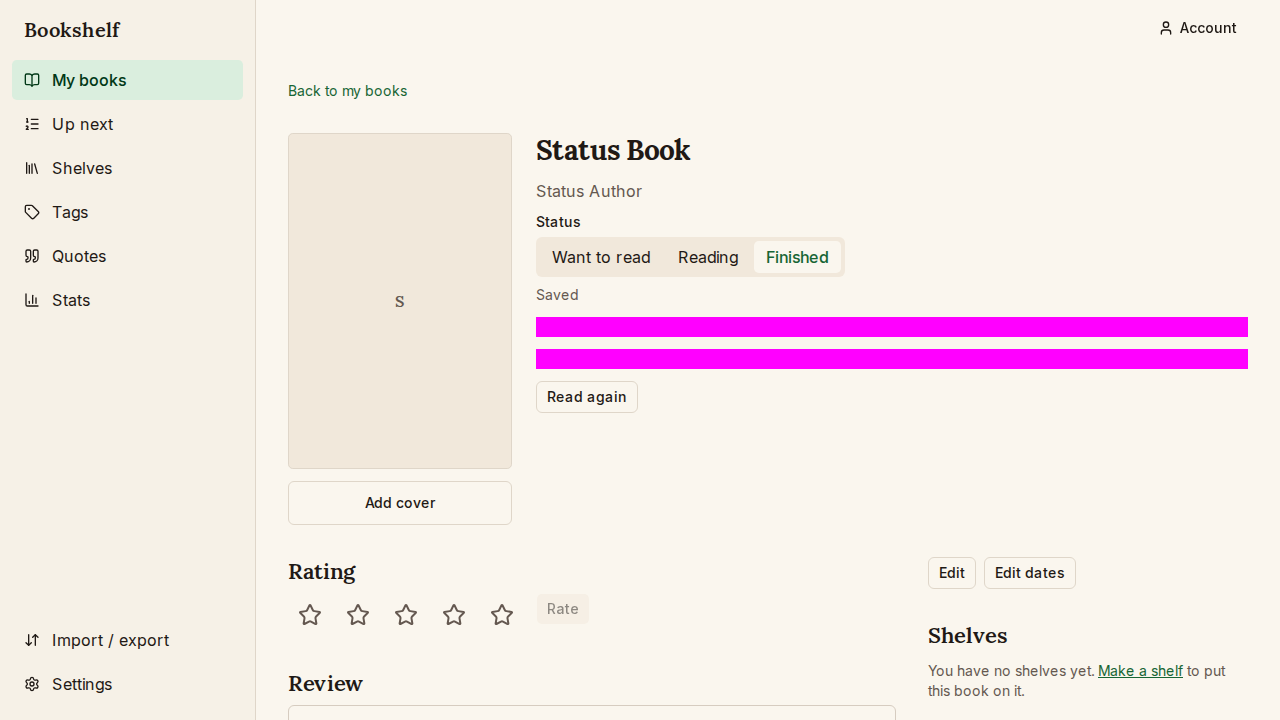 Bookshelf
Account
My books
Up next
Shelves
Tags
Quotes
Stats
Import / export
Settings
Back to my books
S
Add cover
Status Book
Status Author
Status
Want to read Reading Finished
Saved
Read again
Rating
Rate
Review
Edit Edit dates
Shelves
You have no shelves yet. Make a shelf to put
this book on it.